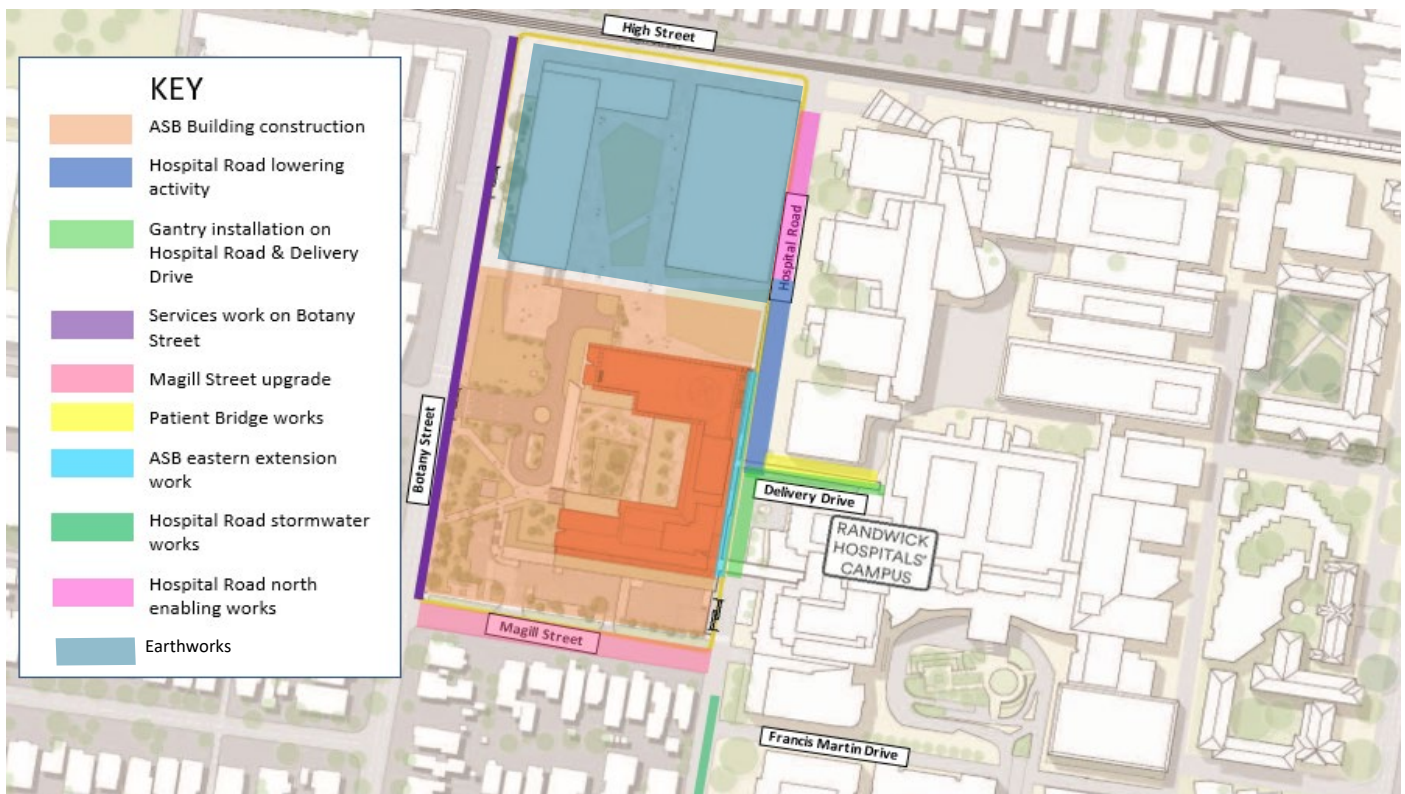 High Street
KEY
ASB Building construction
Hospital Road lowering
activity
Gantry installation on
Hospital Road & Delivery
Drive
Services work on Botany
Street
Magill Street upgrade
Patient Bridge works
ASB eastern extension
work
Hospital Road stormwater
works
Hospital Road north
enabling works
Earthworks
Hospital Road
Botany Street
Delivery Drive
RANDWICK
HOSPITALS'
CAMPUS
Magill Street
Francis Martin Drive